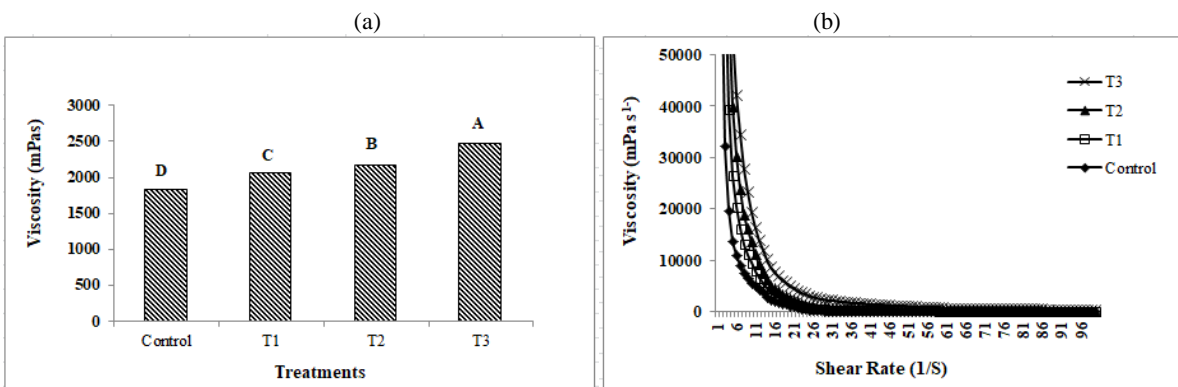 (a)
(b)
Viscosity (mPas)
3000
2500
2000
1500
1000
500
0
D
C
B
A
Control T1 T2 T3
Treatments
Viscosity (mPa s¹⁻)
50000
40000
30000
20000
10000
0
T3
T2
T1
Control
1 6 11 16 21 26 31 36 41 46 51 56 61 66 71 76 81 86 91 96
Shear Rate (1/S)